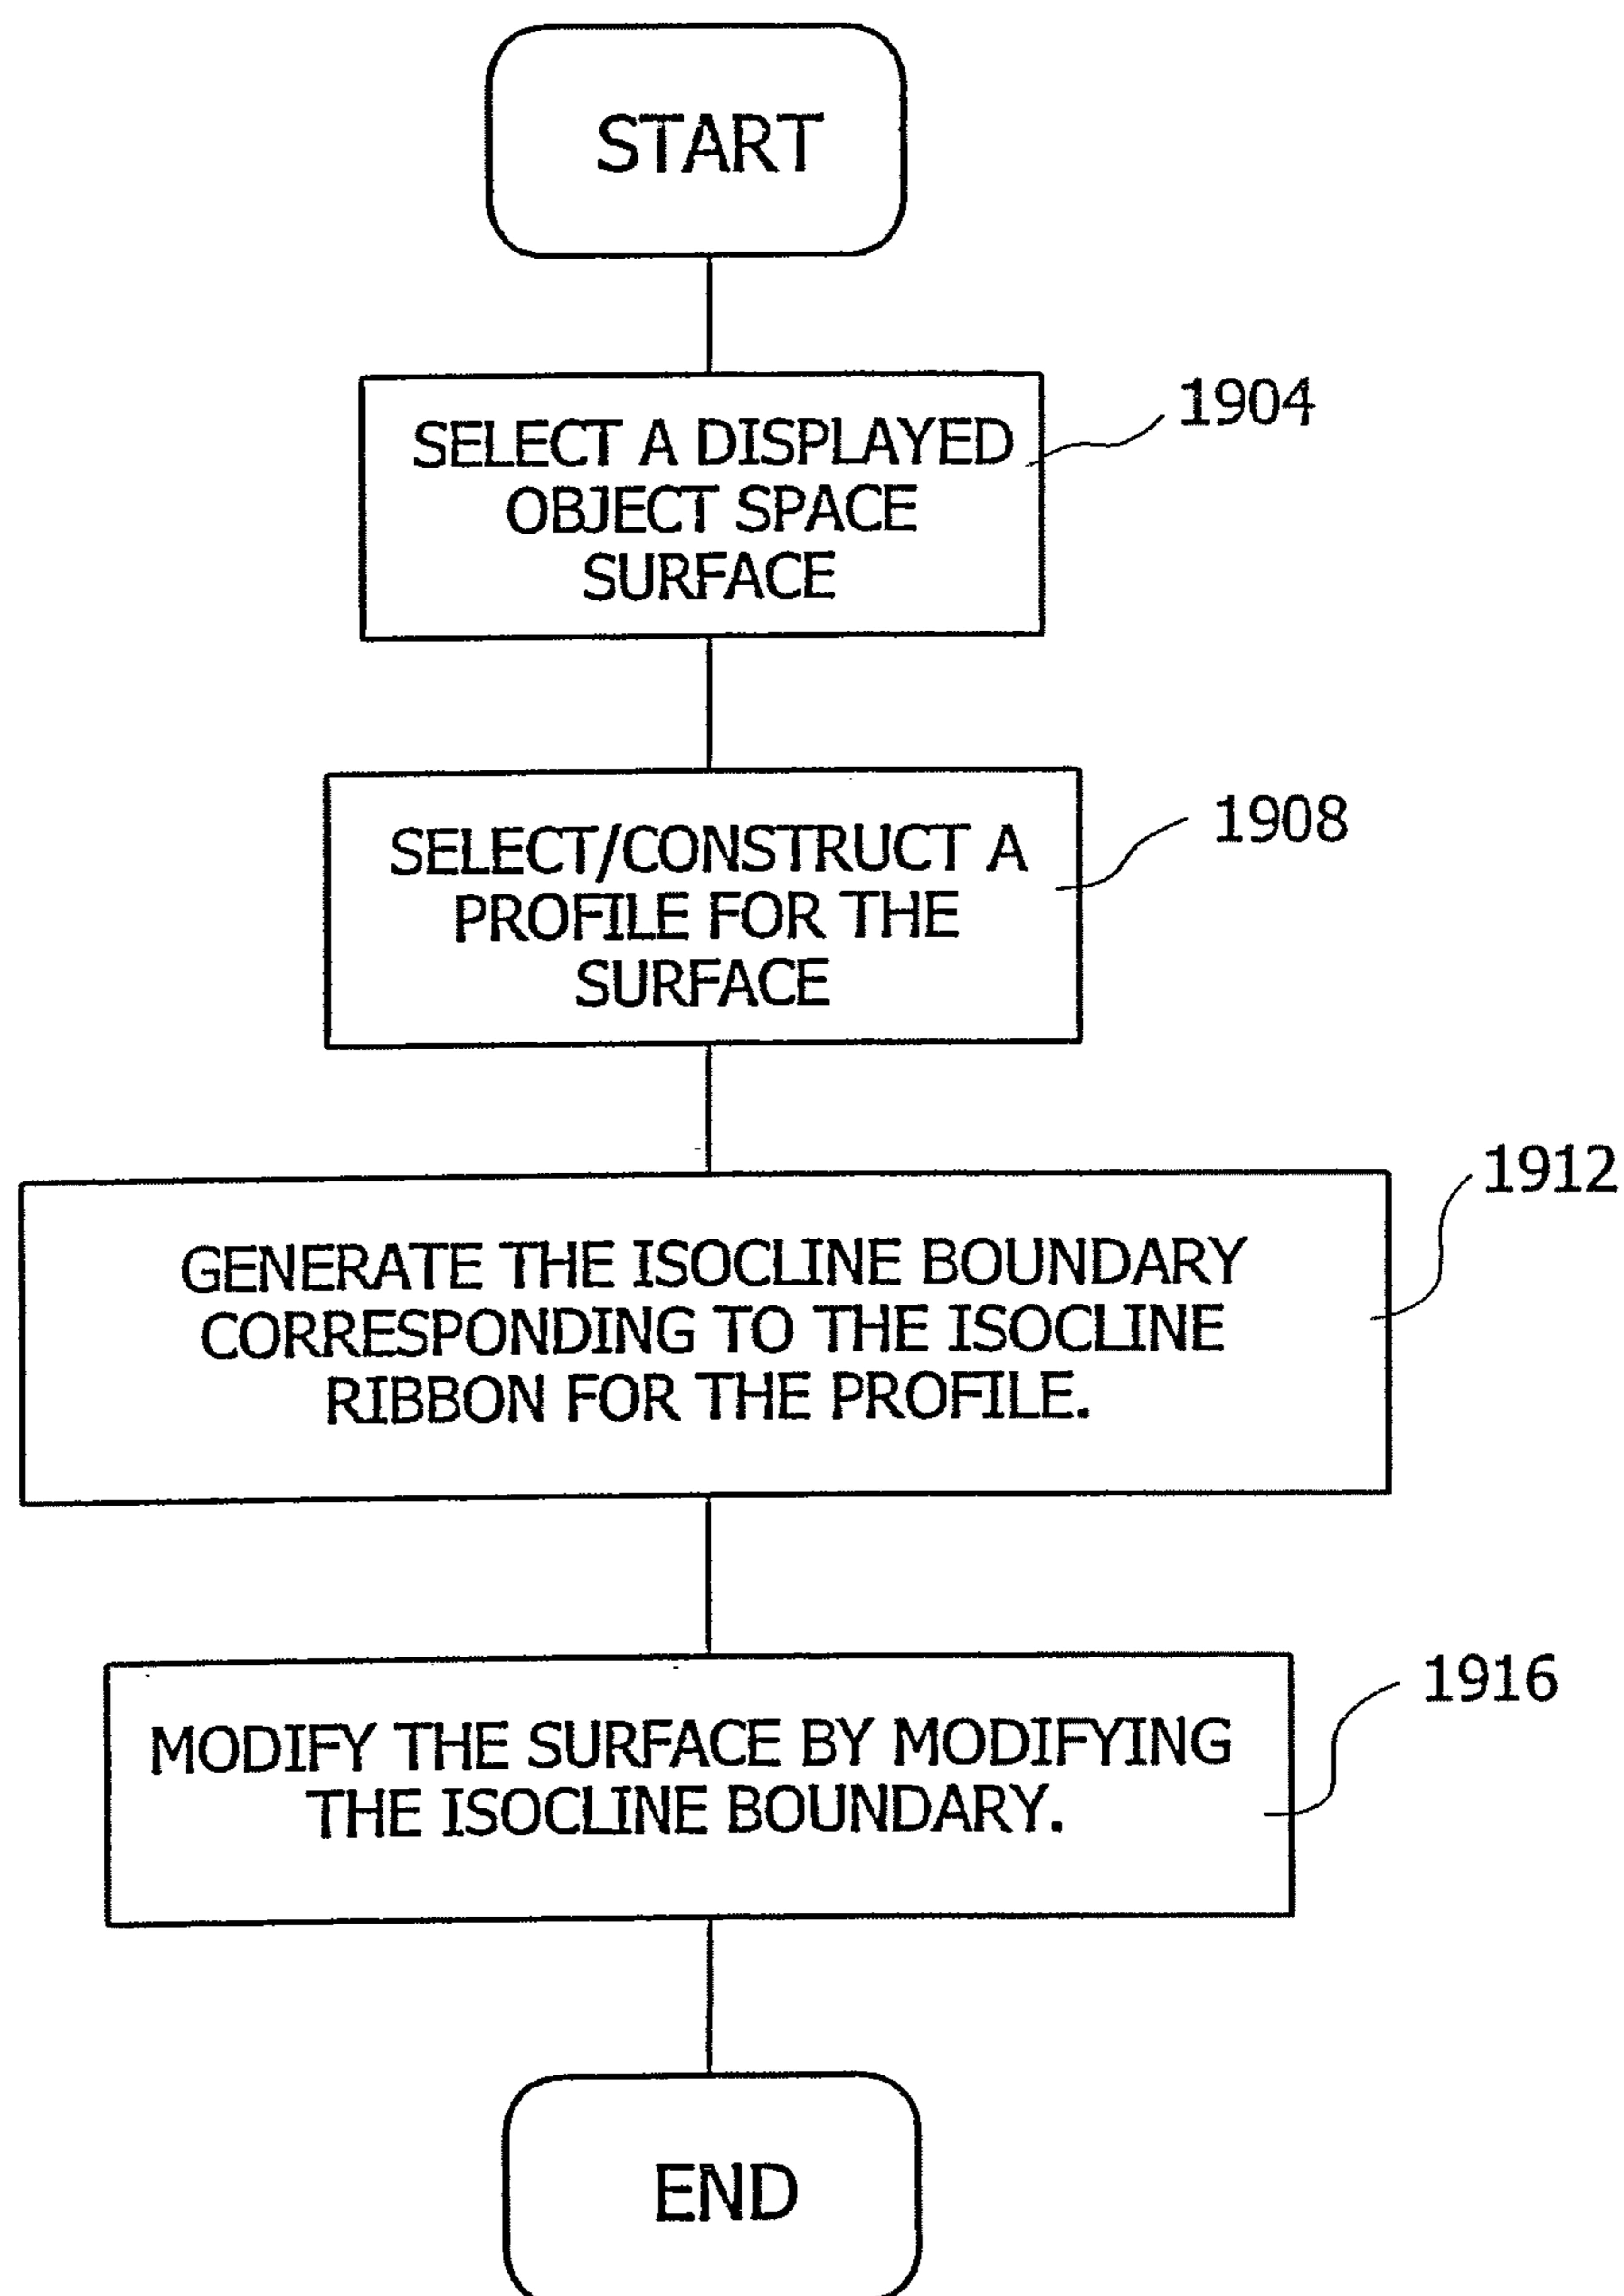 START
SELECT A DISPLAYED
OBJECT SPACE
SURFACE
1904
SELECT/CONSTRUCT A
PROFILE FOR THE
SURFACE
1908
GENERATE THE ISOCLINE BOUNDARY
CORRESPONDING TO THE ISOCLINE
RIBBON FOR THE PROFILE.
1912
MODIFY THE SURFACE BY MODIFYING
THE ISOCLINE BOUNDARY.
1916
END